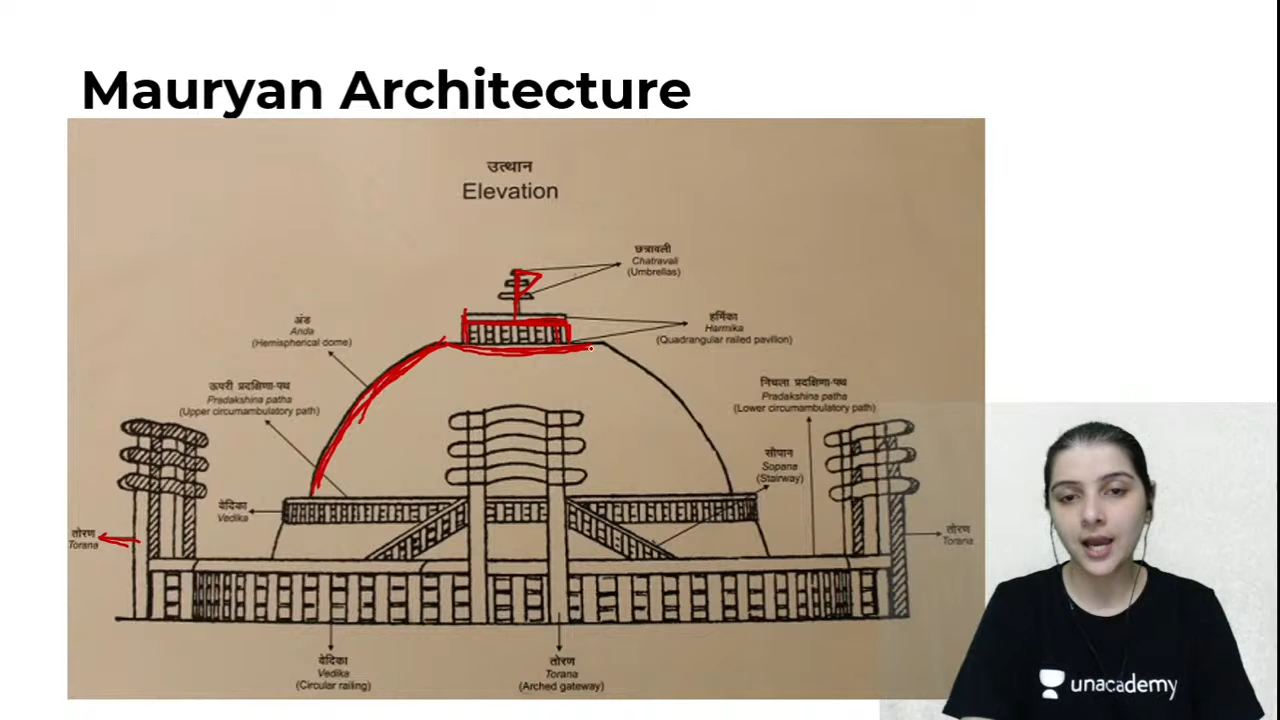 Mauryan Architecture
उत्थान
Elevation
छत्रावली
Chatravali
(Umbrellas)
अंड
Anda
(Hemispherical dome)
हर्मिका
Harmika
(Quadrangular railed pavilion)
ऊपरी प्रदक्षिणा-पथ
Pradakshina patha
(Upper circumambulatory path)
निचला प्रदक्षिणा-पथ
Pradakshina patha
(Lower circumambulatory path)
सौपान
Sopana
(Stairway)
वेदिका
Vedika
तोरण
Torana
तोरण
Torana
वेदिका
Vedika
(Circular railing)
तोरण
Torana
(Arched gateway)
unacademy